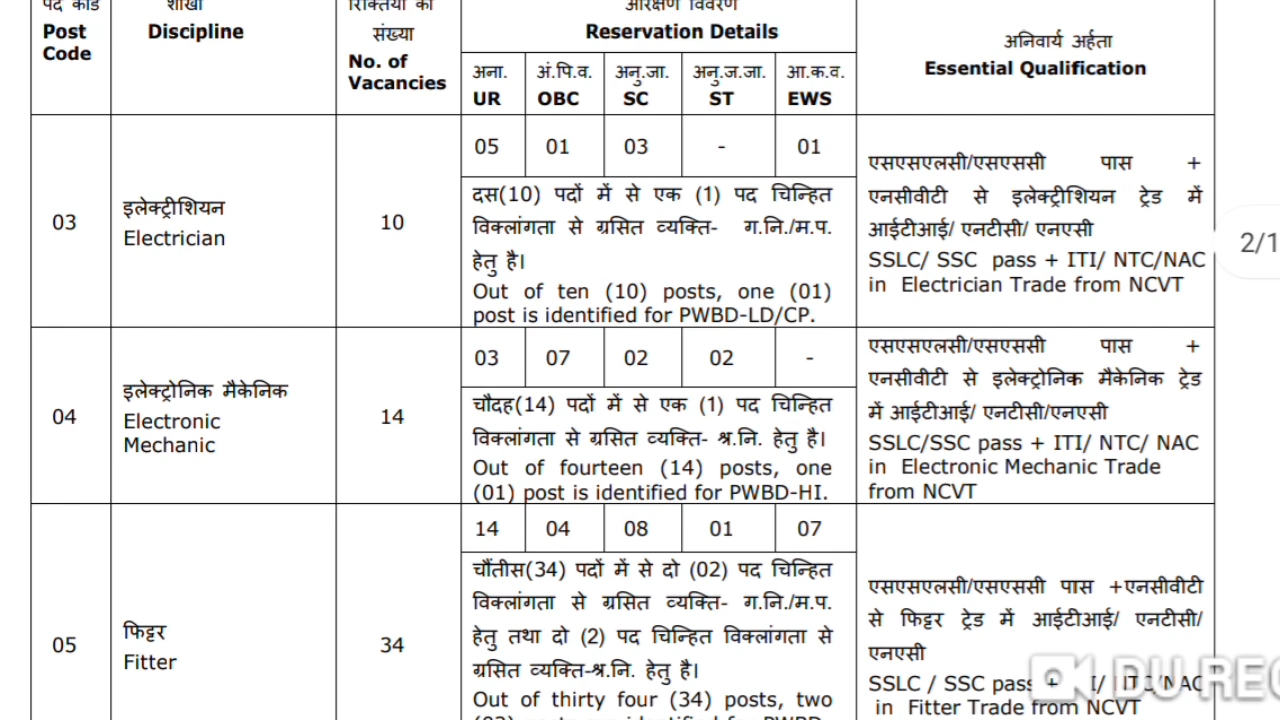 पद कोड
Post
Code
शाखा
Discipline
रिक्तियों की
संख्या
No. of
Vacancies
आरक्षण विवरण
Reservation Details
अना.
UR
अं.पि.व.
OBC
अनु.जा.
SC
अनु.ज.जा.
ST
आ.क.व.
EWS
अनिवार्य अर्हता
Essential Qualification
03
इलेक्ट्रीशियन
Electrician
10
05 01 03 - 01
दस(10) पदों में से एक (1) पद चिन्हित
विक्लांगता से ग्रसित व्यक्ति- ग.नि./म.प.
हेतु है।
Out of ten (10) posts, one (01)
post is identified for PWBD-LD/CP.
एसएसएलसी/एसएससी पास +
एनसीवीटी से इलेक्ट्रीशियन ट्रेड में
आईटीआई/ एनटीसी/ एनएसी
SSLC/ SSC pass + ITI/ NTC/NAC
in Electrician Trade from NCVT
2/1
04
इलेक्ट्रोनिक मैकेनिक
Electronic
Mechanic
14
03 07 02 02 -
चौदह(14) पदों में से एक (1) पद चिन्हित
विक्लांगता से ग्रसित व्यक्ति- श्र.नि. हेतु है।
Out of fourteen (14) posts, one
(01) post is identified for PWBD-HI.
एसएसएलसी/एसएससी पास +
एनसीवीटी से इलेक्ट्रोनिक मैकेनिक ट्रेड
में आईटीआई/ एनटीसी/एनएसी
SSLC/SSC pass + ITI/ NTC/ NAC
in Electronic Mechanic Trade
from NCVT
05
फिट्टर
Fitter
34
14 04 08 01 07
चौंतीस(34) पदों में से दो (02) पद चिन्हित
विक्लांगता से ग्रसित व्यक्ति- ग.नि./म.प.
हेतु तथा दो (2) पद चिन्हित विक्लांगता से
ग्रसित व्यक्ति-श्र.नि. हेतु है।
Out of thirty four (34) posts, two
एसएसएलसी/एसएससी पास +एनसीवीटी
से फिट्टर ट्रेड में आईटीआई/ एनटीसी/
एनएसी
SSLC / SSC pass + I/ NTC/NAC
in Fitter Trade from NCVT
DU REC